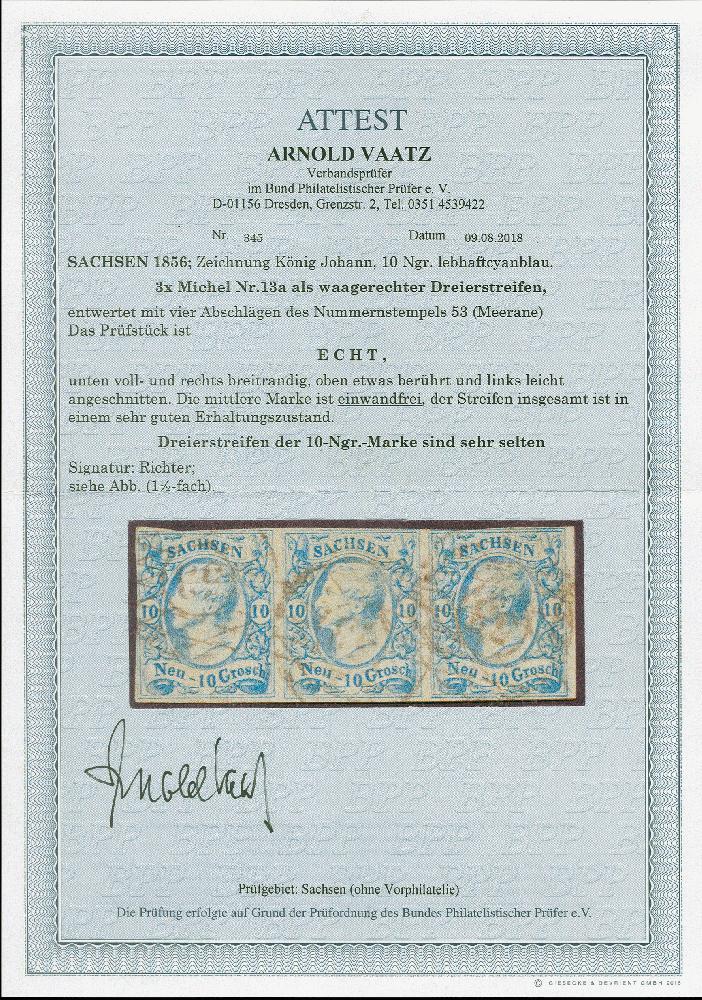 ATTEST
ARNOLD VAATZ
Verbandsprüfer
im Bund Philatelistischer Prüfer e. V.
D-01156 Dresden, Grenzstr. 2, Tel. 0351 4539422
Nr. 345 Datum 09.08.2018
SACHSEN 1856; Zeichnung König Johann, 10 Ngr. lebhaftcyanblau,
3x Michel Nr.13a als waagerechter Dreierstreifen,
entwertet mit vier Abschlägen des Nummernstempels 53 (Meerane)
Das Prüfstück ist
ECHT,
unten voll- und rechts breitrandig, oben etwas berührt und links leicht
angeschnitten. Die mittlere Marke ist einwandfrei, der Streifen insgesamt ist in
einem sehr guten Erhaltungszustand.
Dreierstreifen der 10-Ngr.-Marke sind sehr selten
Signatur: Richter;
siehe Abb. (1½-fach)
SACHSEN SACHSEN SACHSEN
10 10 10 10 10 10
Neu - 10 Grosch Neu - 10 Grosch Neu - 10 Grosch
Arnold Vaatz
Prüfgebiet: Sachsen (ohne Vorphilatelie)
Die Prüfung erfolgte auf Grund der Prüfordnung des Bundes Philatelistischer Prüfer e.V.
© GIESECKE & DEVRIENT GMBH 2015